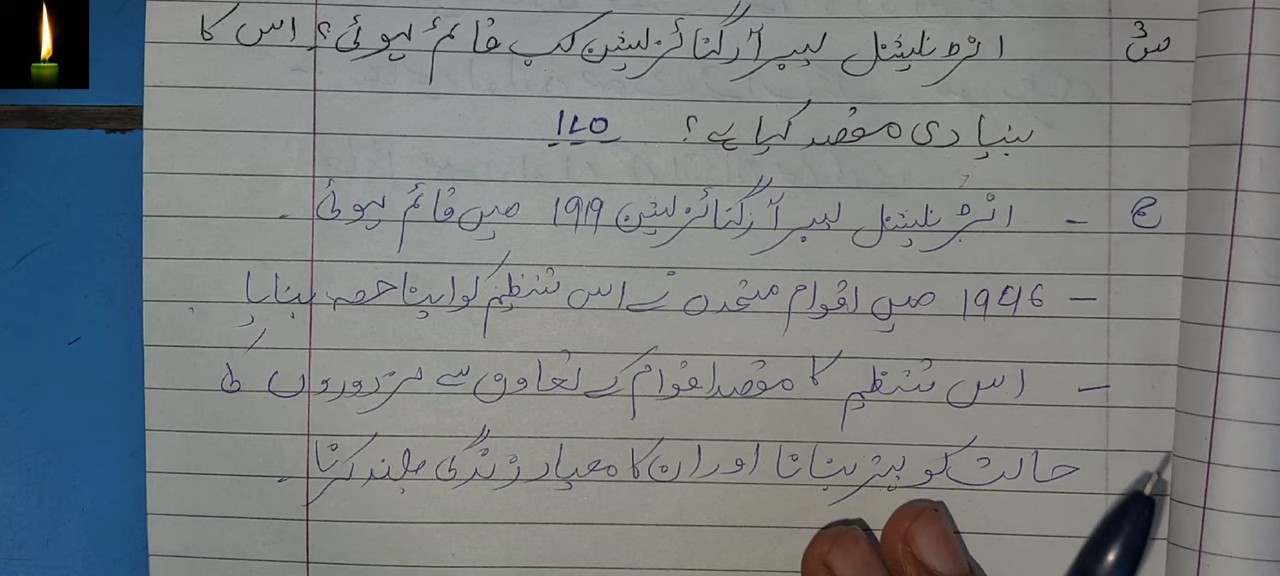 س3 انٹرنیشنل لیبر آرگنائزیشن کب قائم ہوئی؟ اس کا
بنیادی مقصد کیا ہے؟ ILO
ج - انٹرنیشنل لیبر آرگنائزیشن 1919 میں قائم ہوئی۔
- 1946 میں اقوام متحدہ نے اس تنظیم کو اپنا حصہ بنایا۔
- اس تنظیم کا مقصد اقوام کے تعاون سے مزدوروں کی
حالت کو بہتر بنانا اور ان کا معیار زندگی بلند کرنا۔